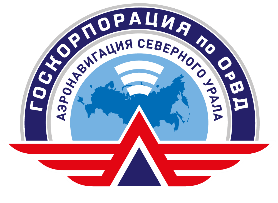 ГОСКОРПОРАЦИЯ по ОрВД
АЭРОНАВИГАЦИЯ СЕВЕРНОГО УРАЛА